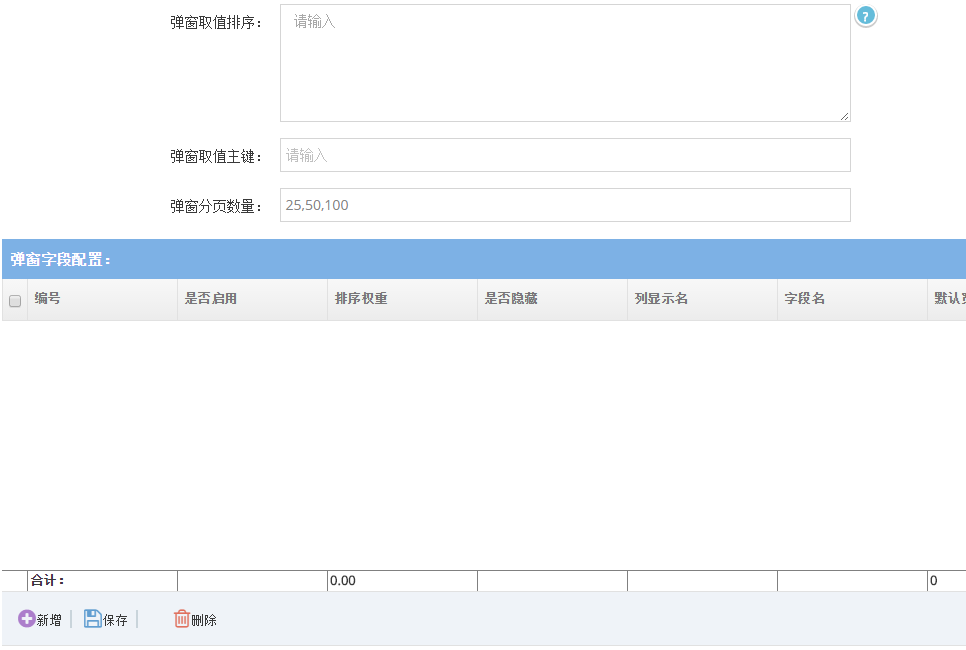 弹窗取值排序： 请输入 ?
弹窗取值主键： 请输入
弹窗分页数量： 25,50,100
弹窗字段配置：
编号 是否启用 排序权重 是否隐藏 列显示名 字段名 默认
合计： 0.00 0
新增 保存 删除